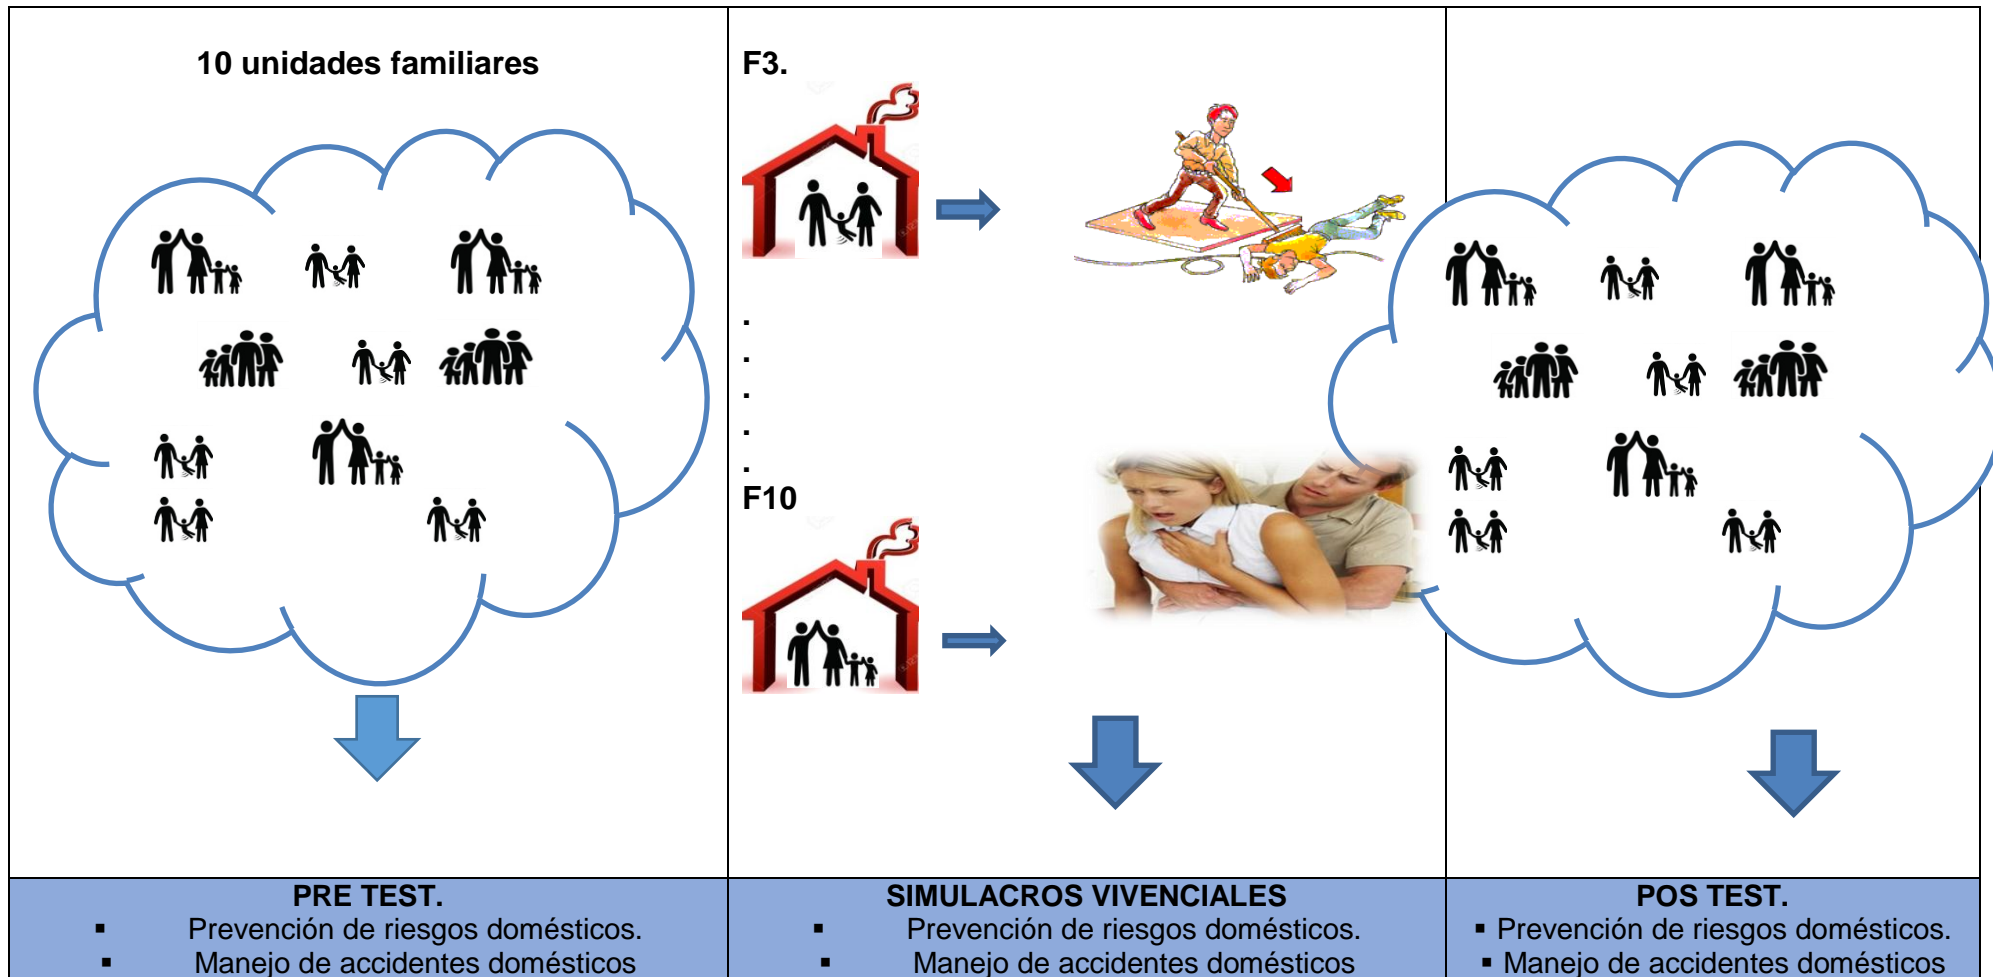 10 unidades familiares
F3.
.
.
.
.
.
F10
PRE TEST.
▪ Prevención de riesgos domésticos.
▪ Manejo de accidentes domésticos
SIMULACROS VIVENCIALES
▪ Prevención de riesgos domésticos.
▪ Manejo de accidentes domésticos
POS TEST.
▪ Prevención de riesgos domésticos.
▪ Manejo de accidentes domésticos